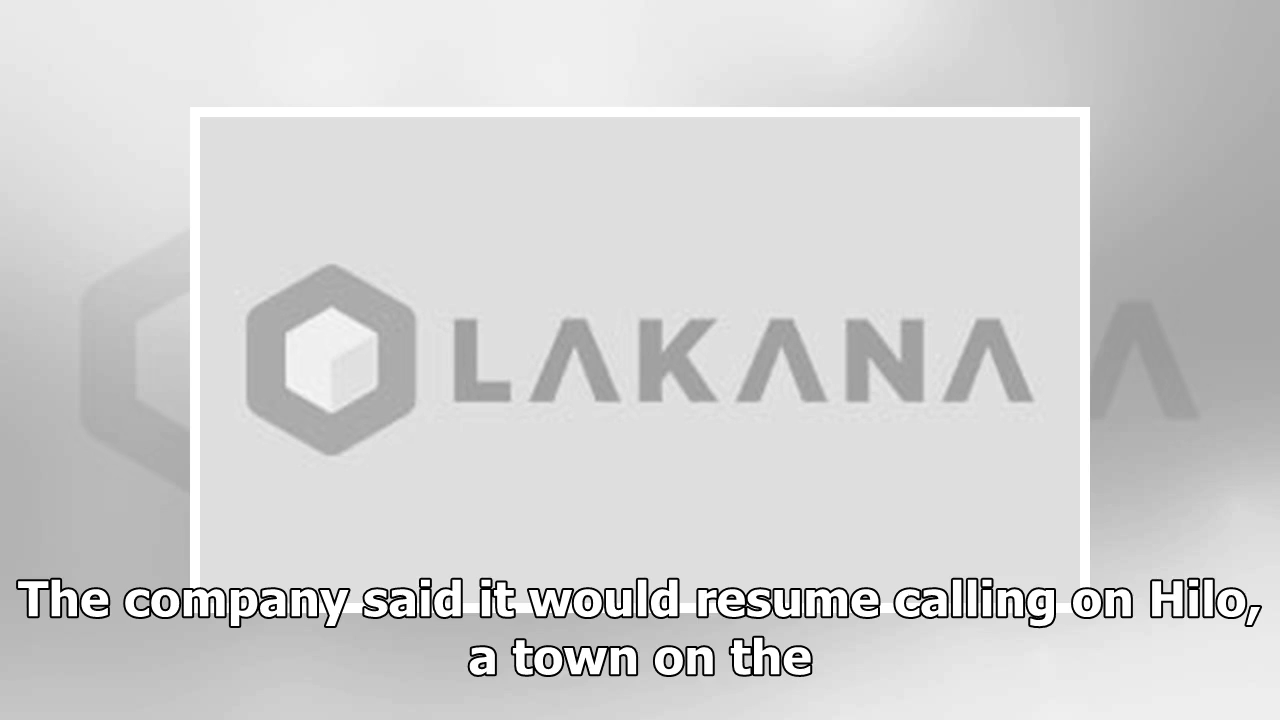 LAKANA
The company said it would resume calling on Hilo,
a town on the